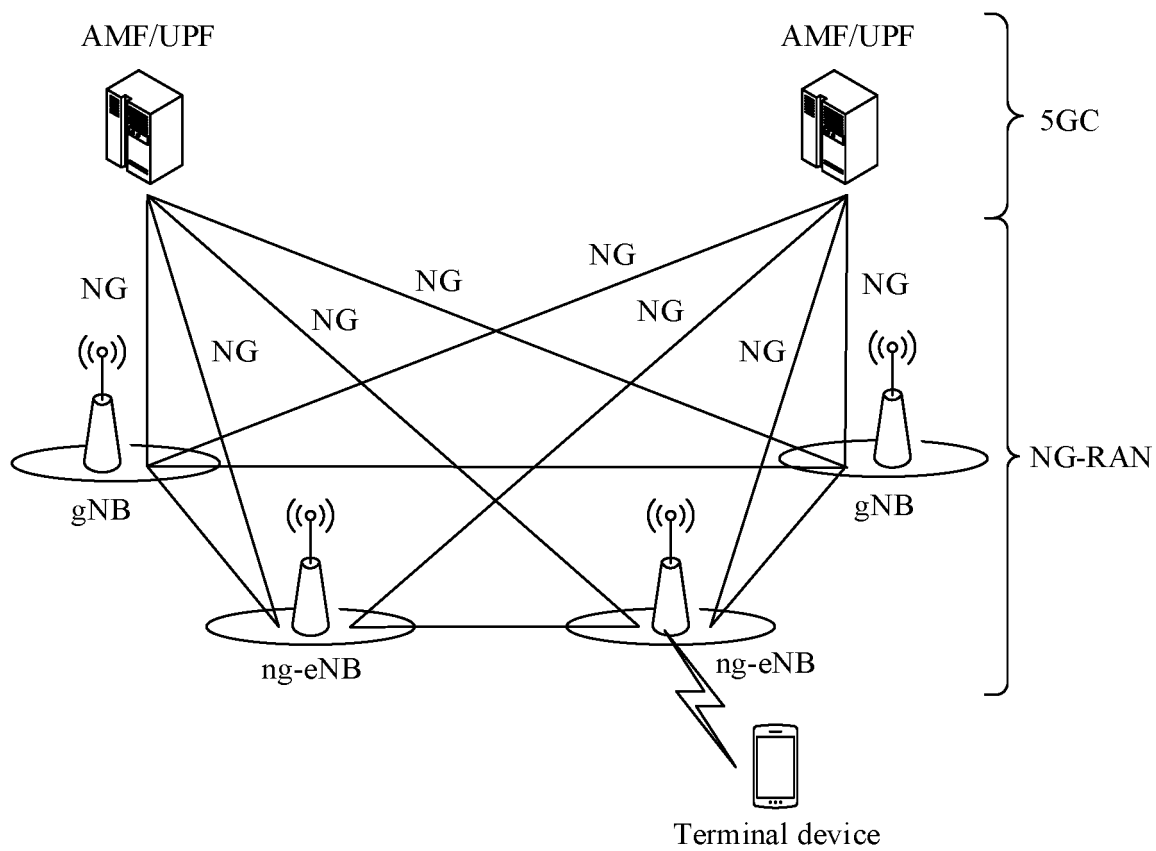 AMF/UPF
AMF/UPF
5GC
NG
NG
NG
NG
NG
NG
NG
NG
NG-RAN
gNB
gNB
ng-eNB
ng-eNB
Terminal device